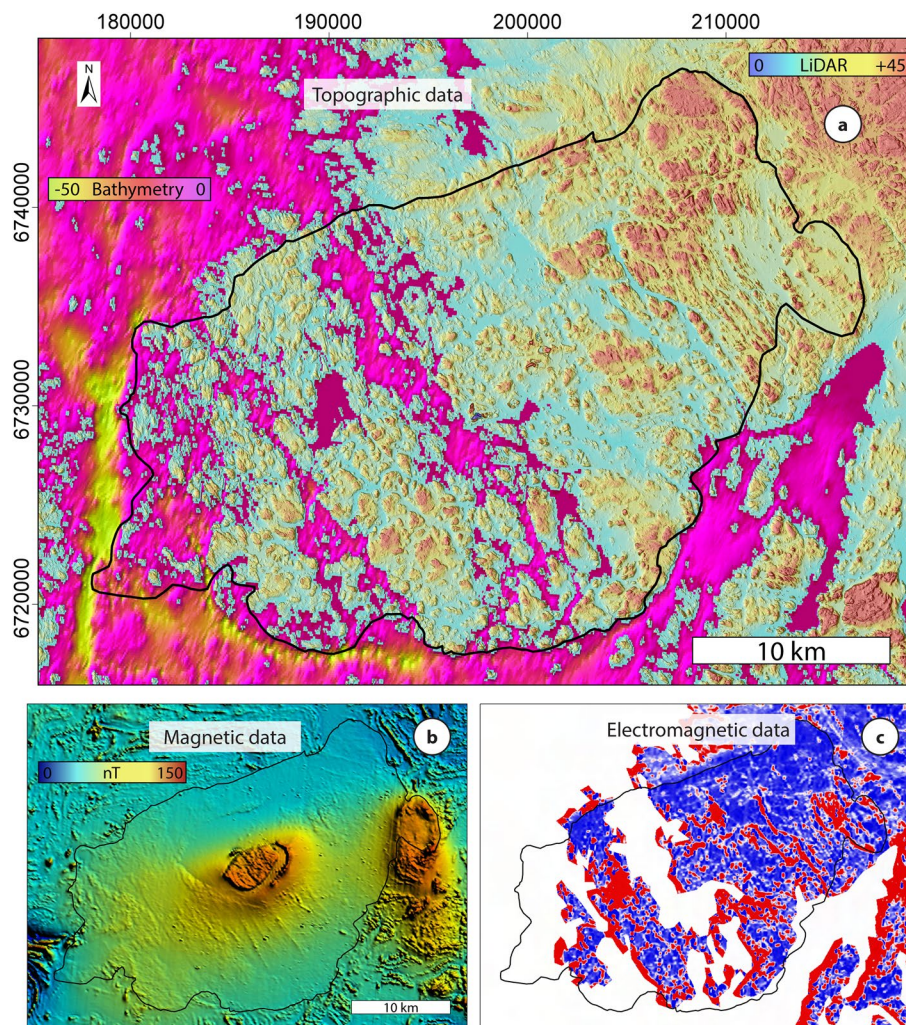 180000 190000 200000 210000
N
Topographic data
0 LiDAR +45
a
-50 Bathymetry 0
6740000
6730000
6720000
10 km
Magnetic data
b
0 nT 150
10 km
Electromagnetic data
c